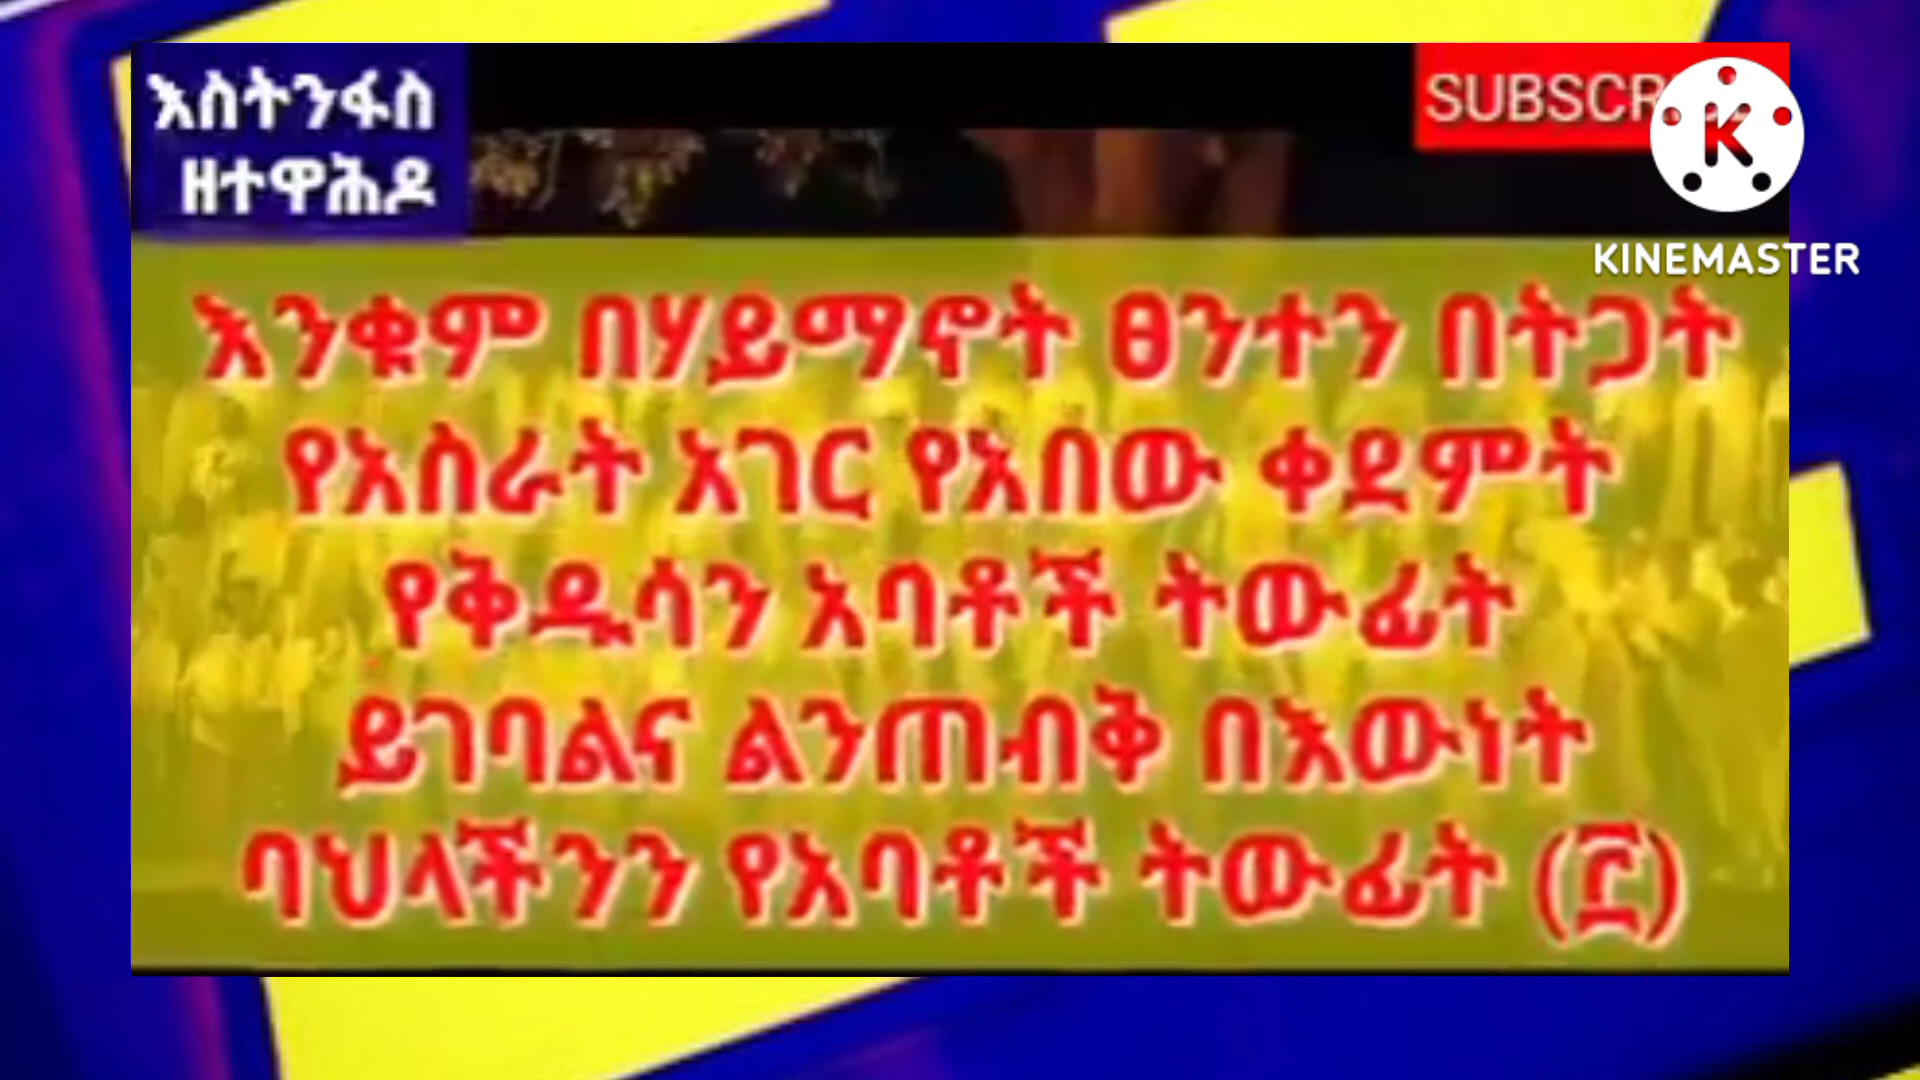 እስትንፋስ
ዘተዋሕዶ
SUBSCR
KINEMASTER
እንቁም በሃይማኖት ፀንተን በትጋት
የአስራት አገር የአበው ቀደምት
የቅዱሳን አባቶች ትውፊት
ይገባልና ልንጠብቅ በእውነት
ባህላችንን የአባቶች ትውፊት (፫)